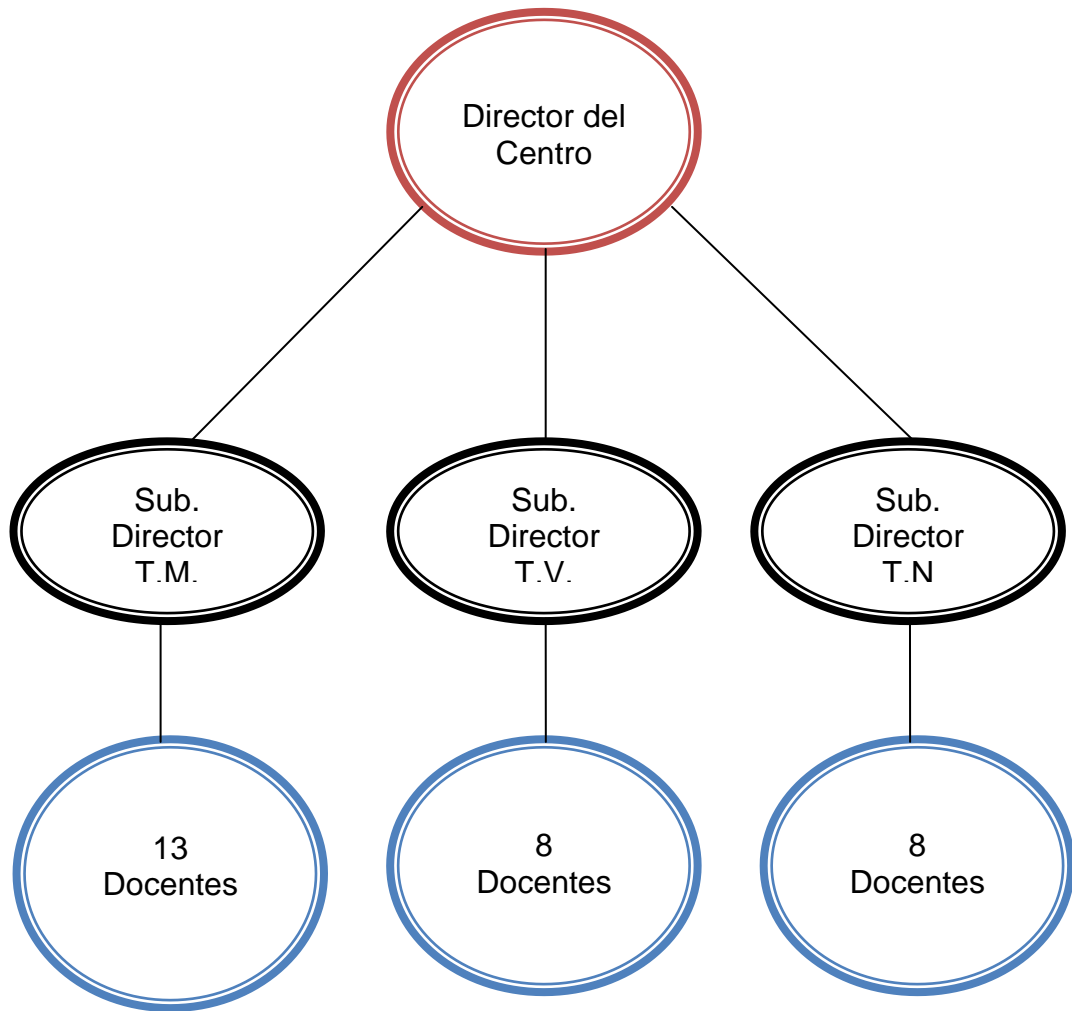 Director del
Centro
Sub.
Director
T.M.
Sub.
Director
T.V.
Sub.
Director
T.N
13
Docentes
8
Docentes
8
Docentes